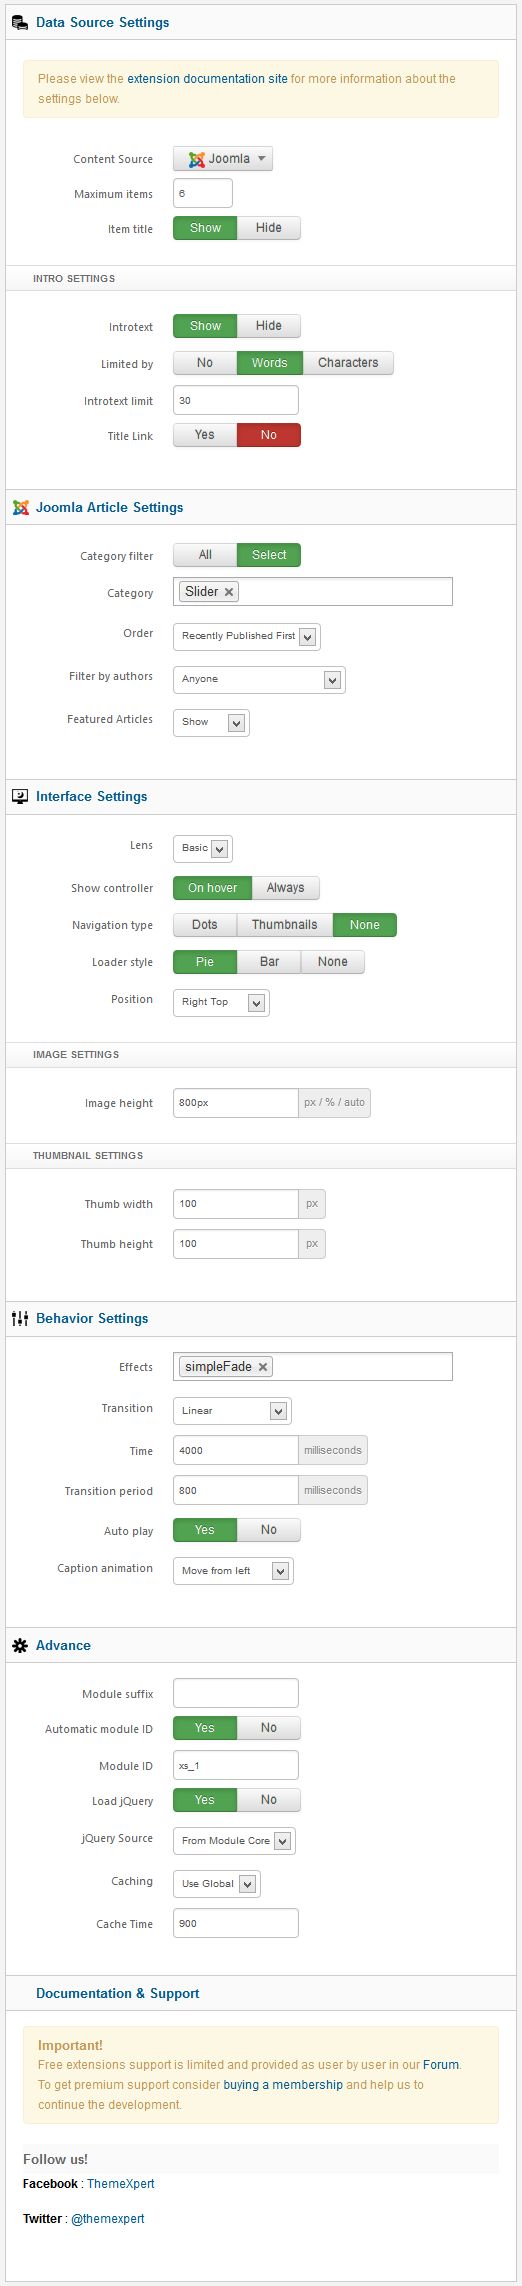 Data Source Settings
Please view the extension documentation site for more information about the
settings below.
Content Source Joomla
Maximum items 6
Item title Show Hide
INTRO SETTINGS
Introtext Show Hide
Limited by No Words Characters
Introtext limit 30
Title Link Yes No
Joomla Article Settings
Category filter All Select
Category Slider ×
Order Recently Published First
Filter by authors Anyone
Featured Articles Show
Interface Settings
Lens Basic
Show controller On hover Always
Navigation type Dots Thumbnails None
Loader style Pie Bar None
Position Right Top
IMAGE SETTINGS
Image height 800px px / % / auto
THUMBNAIL SETTINGS
Thumb width 100 px
Thumb height 100 px
Behavior Settings
Effects simpleFade ×
Transition Linear
Time 4000 milliseconds
Transition period 800 milliseconds
Auto play Yes No
Caption animation Move from left
Advance
Module suffix
Automatic module ID Yes No
Module ID xs_1
Load jQuery Yes No
jQuery Source From Module Core
Caching Use Global
Cache Time 900
Documentation & Support
Important!
Free extensions support is limited and provided as user by user in our Forum.
To get premium support consider buying a membership and help us to
continue the development.
Follow us!
Facebook : ThemeXpert
Twitter : @themexpert